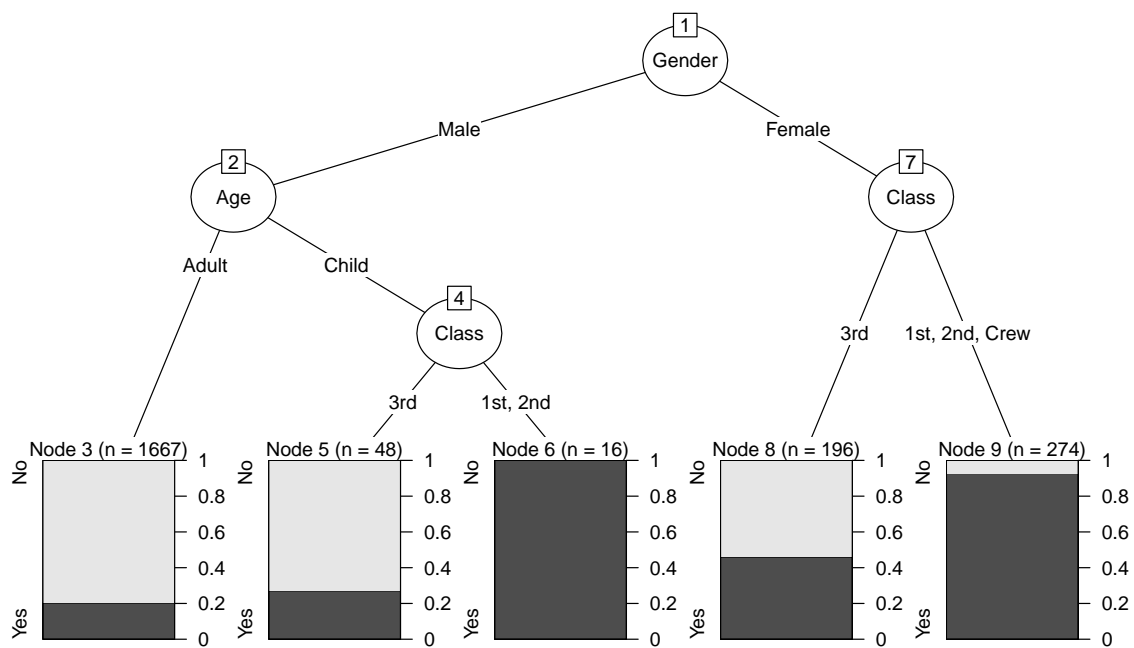 1
Gender
Male
Female
2
Age
7
Class
Adult
Child
4
Class
3rd
1st, 2nd, Crew
3rd
1st, 2nd
Node 3 (n = 1667)
Yes
No
0
0.2
0.4
0.6
0.8
1
Node 5 (n = 48)
Yes
No
0
0.2
0.4
0.6
0.8
1
Node 6 (n = 16)
Yes
No
0
0.2
0.4
0.6
0.8
1
Node 8 (n = 196)
Yes
No
0
0.2
0.4
0.6
0.8
1
Node 9 (n = 274)
Yes
No
0
0.2
0.4
0.6
0.8
1